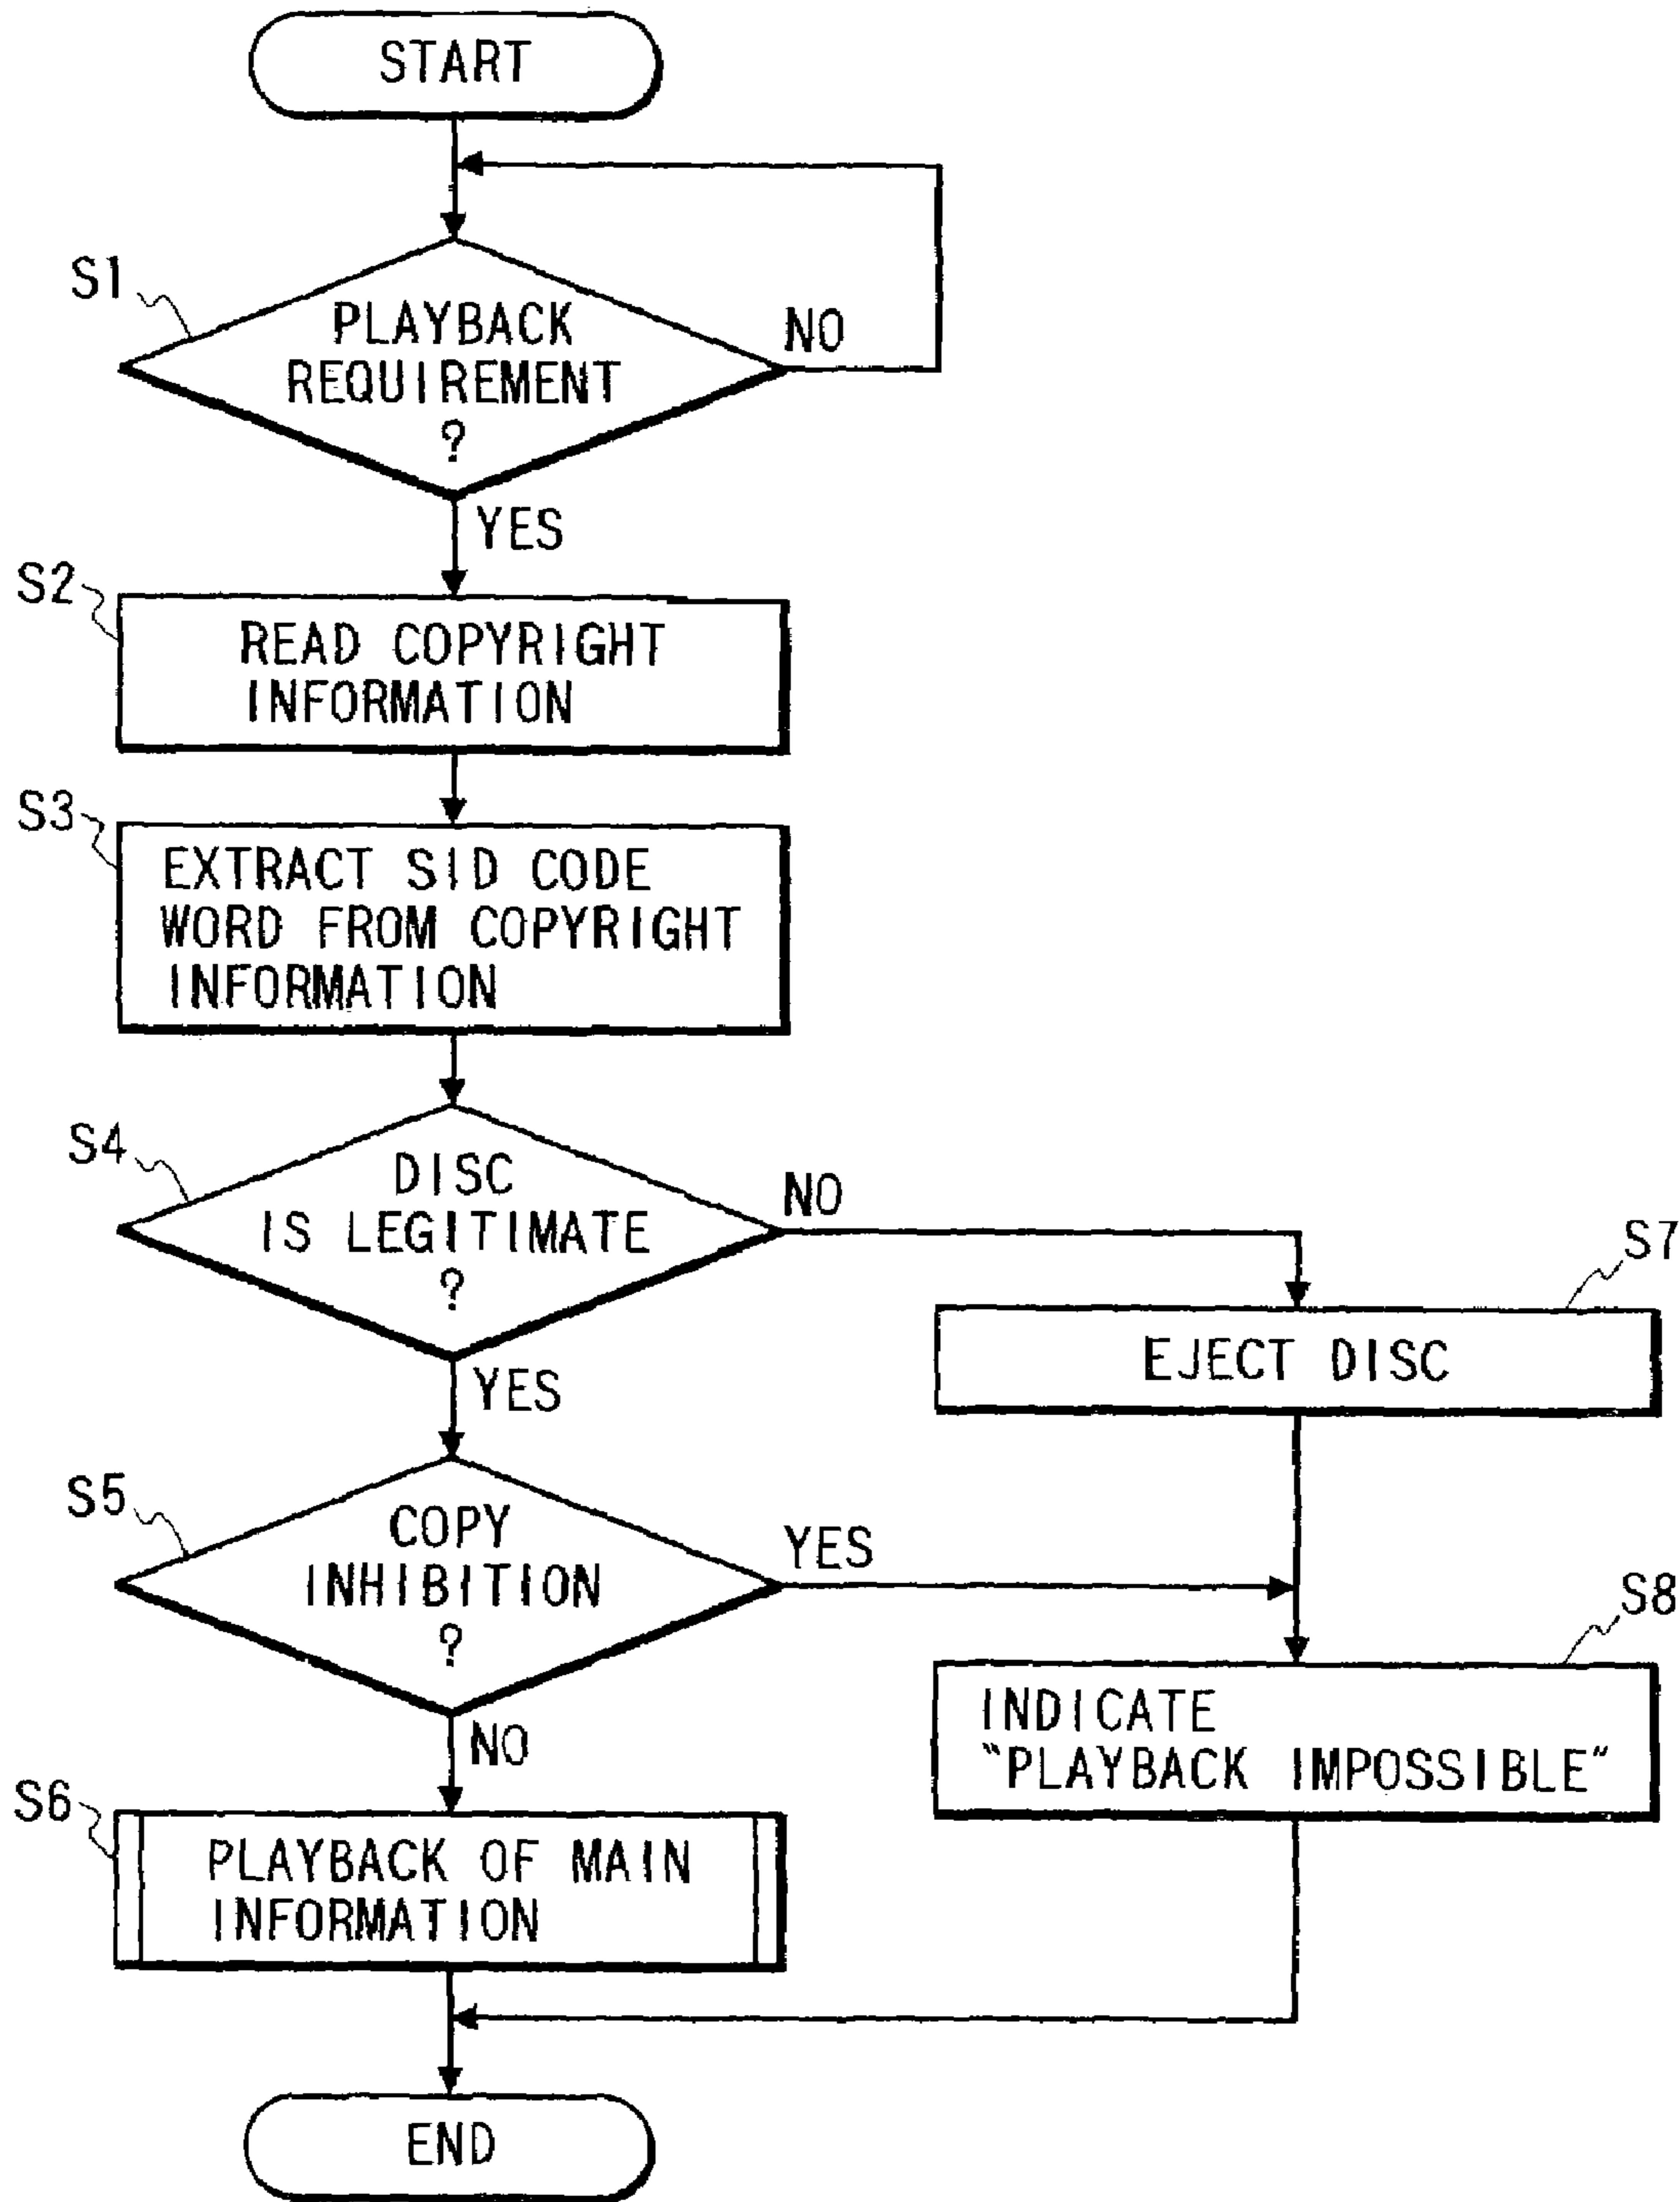 START
S1
PLAYBACK
REQUIREMENT
?
NO
YES
S2
READ COPYRIGHT
INFORMATION
S3
EXTRACT SID CODE
WORD FROM COPYRIGHT
INFORMATION
S4
DISC
IS LEGITIMATE
?
NO
YES
S7
EJECT DISC
S5
COPY
INHIBITION
?
YES
NO
S8
INDICATE
"PLAYBACK IMPOSSIBLE"
S6
PLAYBACK OF MAIN
INFORMATION
END